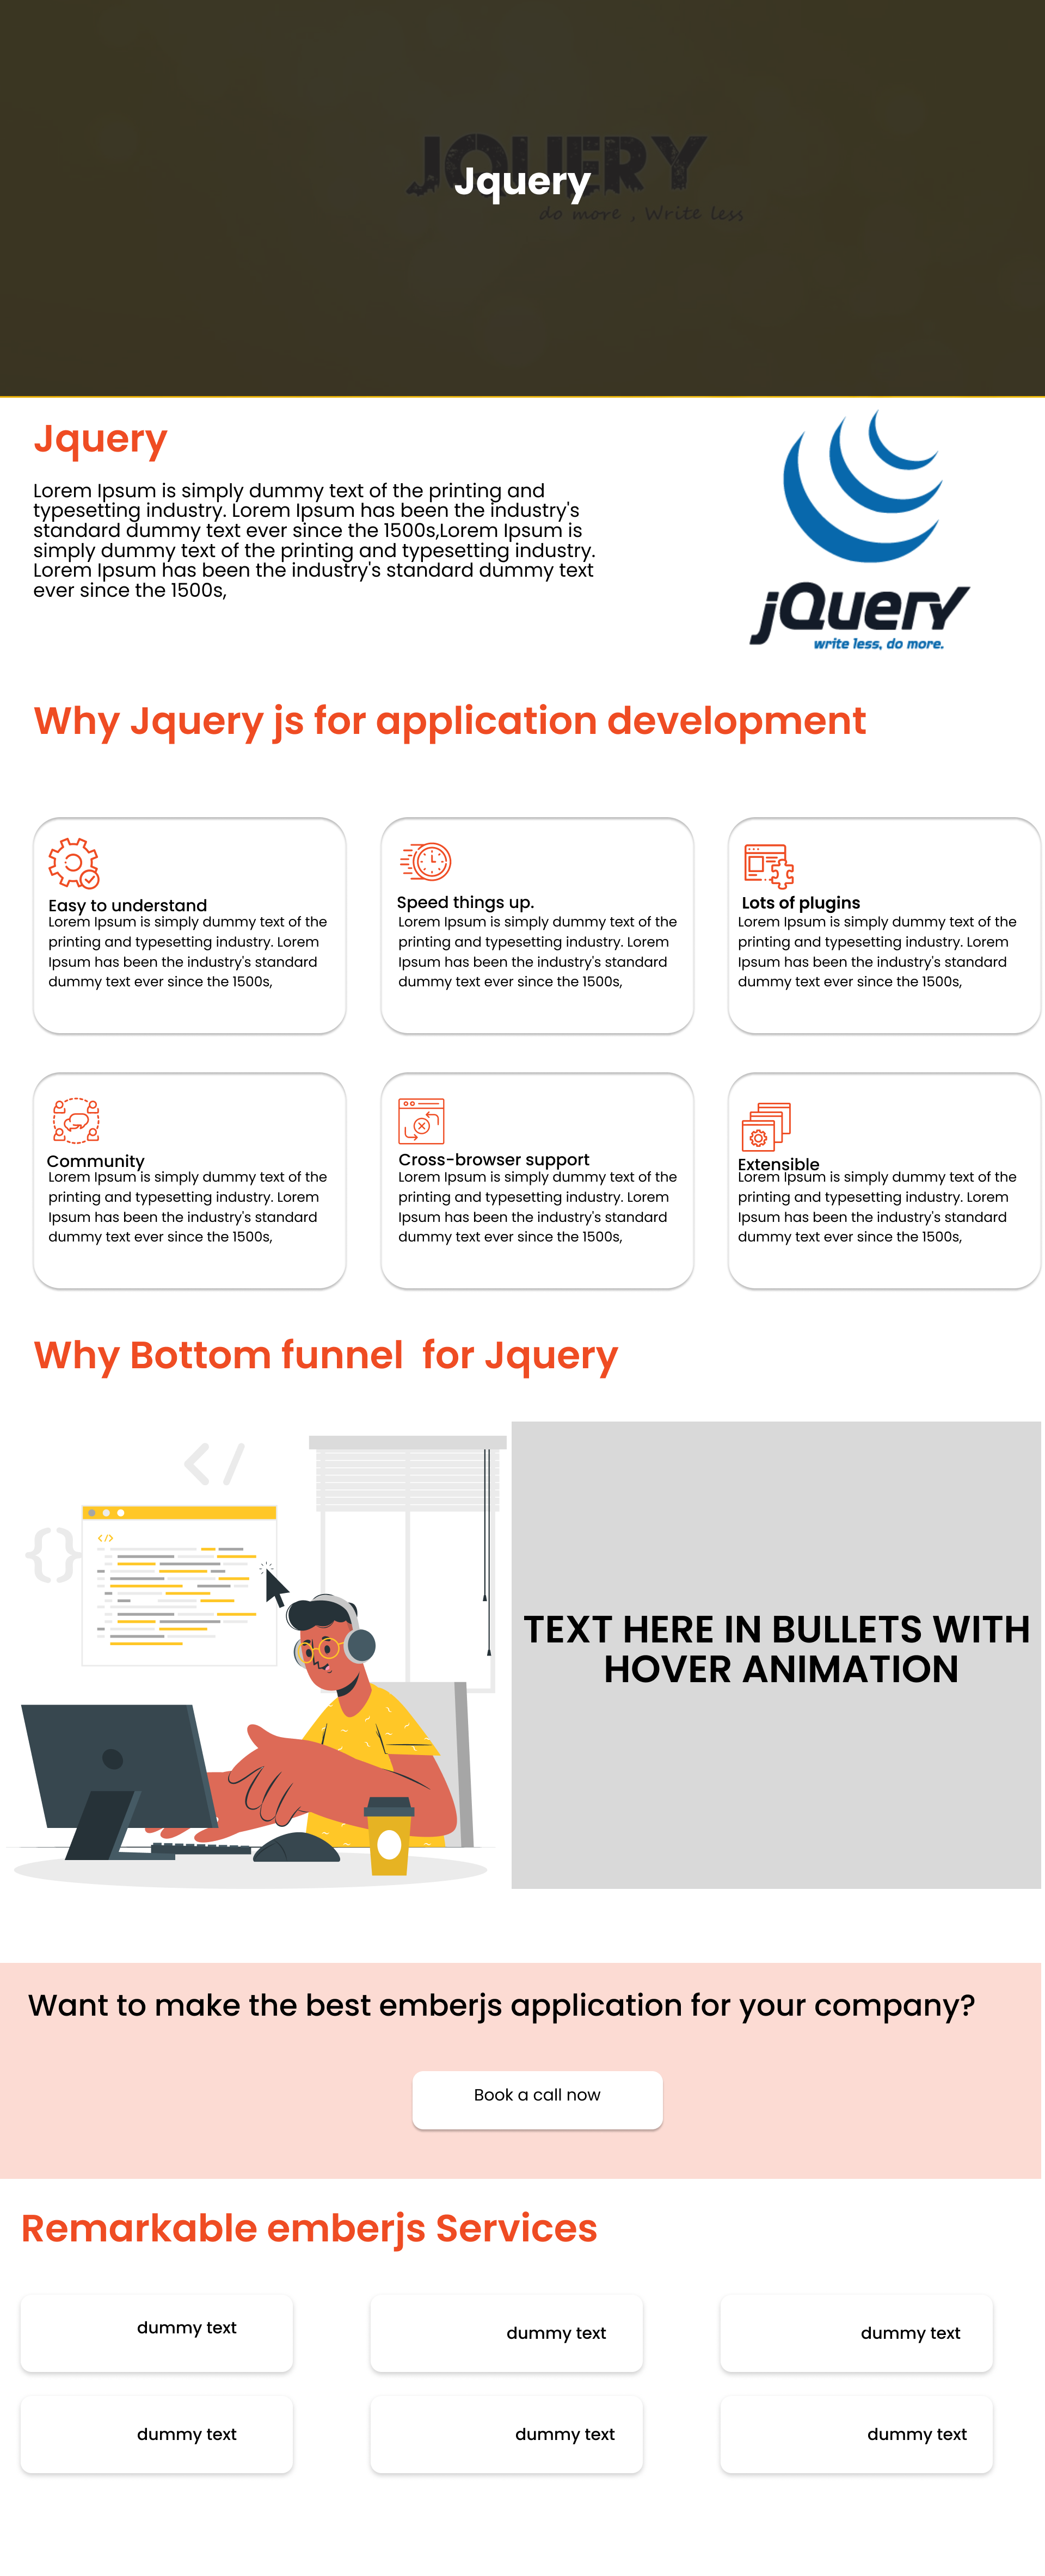 JQUERY
Jquery
do more , Write less
Jquery
Lorem Ipsum is simply dummy text of the printing and
typesetting industry. Lorem Ipsum has been the industry's
standard dummy text ever since the 1500s,Lorem Ipsum is
simply dummy text of the printing and typesetting industry.
Lorem Ipsum has been the industry's standard dummy text
ever since the 1500s,
jQuery
write less, do more.
Why Jquery js for application development
Easy to understand
Lorem Ipsum is simply dummy text of the
printing and typesetting industry. Lorem
Ipsum has been the industry's standard
dummy text ever since the 1500s,
Speed things up.
Lorem Ipsum is simply dummy text of the
printing and typesetting industry. Lorem
Ipsum has been the industry's standard
dummy text ever since the 1500s,
Lots of plugins
Lorem Ipsum is simply dummy text of the
printing and typesetting industry. Lorem
Ipsum has been the industry's standard
dummy text ever since the 1500s,
Community
Lorem Ipsum is simply dummy text of the
printing and typesetting industry. Lorem
Ipsum has been the industry's standard
dummy text ever since the 1500s,
Cross-browser support
Lorem Ipsum is simply dummy text of the
printing and typesetting industry. Lorem
Ipsum has been the industry's standard
dummy text ever since the 1500s,
Extensible
Lorem Ipsum is simply dummy text of the
printing and typesetting industry. Lorem
Ipsum has been the industry's standard
dummy text ever since the 1500s,
Why Bottom funnel  for Jquery
TEXT HERE IN BULLETS WITH
HOVER ANIMATION
Want to make the best emberjs application for your company?
Book a call now
Remarkable emberjs Services
dummy text
dummy text
dummy text
dummy text
dummy text
dummy text